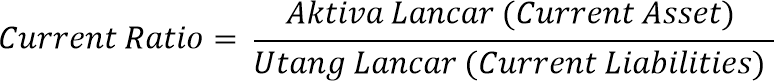 Current Ratio = Aktiva Lancar (Current Asset)
Utang Lancar (Current Liabilities)